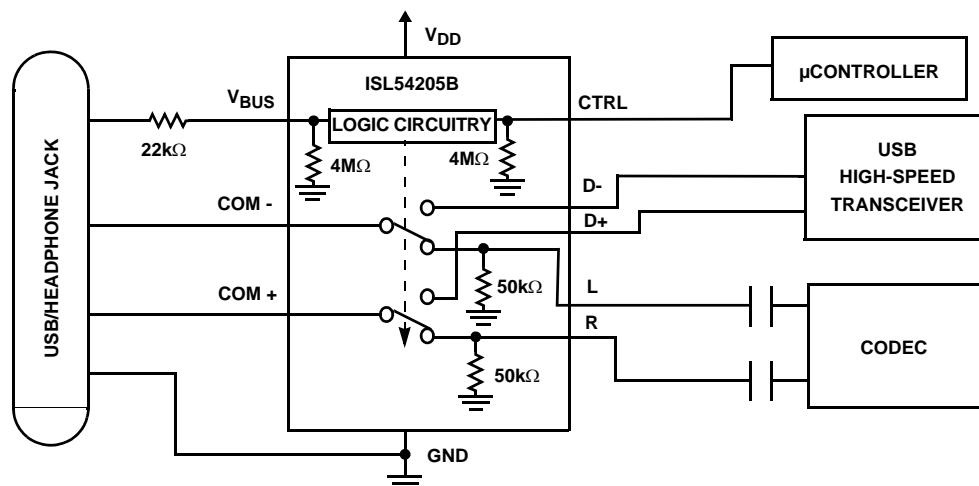 VDD
ISL54205B
VBUS
CTRL
µCONTROLLER
LOGIC CIRCUITRY
22kΩ
4MΩ
4MΩ
USB
HIGH-SPEED
TRANSCEIVER
D-
D+
COM -
USB/HEADPHONE JACK
50kΩ
L
COM +
R
CODEC
50kΩ
GND